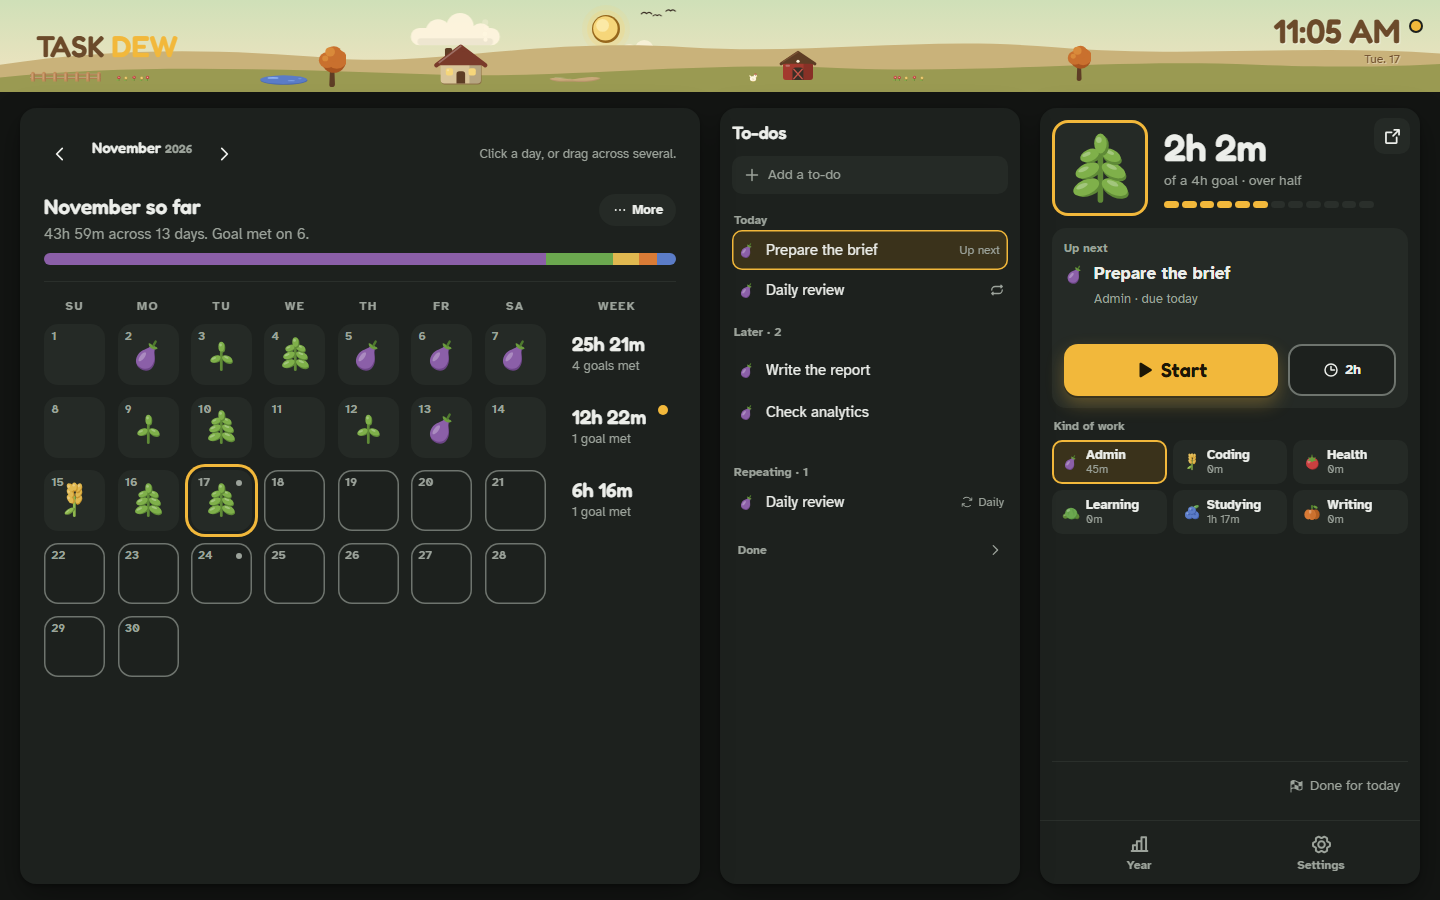 TASK DEW
11:05 AM
Tue. 17
November 2026
Click a day, or drag across several.
November so far
··· More
43h 59m across 13 days. Goal met on 6.
SU MO TU WE TH FR SA WEEK
1 2 3 4 5 6 7
25h 21m
4 goals met
8 9 10 11 12 13 14
12h 22m
1 goal met
15 16 17 18 19 20 21
6h 16m
1 goal met
22 23 24 25 26 27 28
29 30
To-dos
Add a to-do
Today
Prepare the brief Up next
Daily review
Later · 2
Write the report
Check analytics
Repeating · 1
Daily review Daily
Done
2h 2m
of a 4h goal · over half
Up next
Prepare the brief
Admin · due today
Start 2h
Kind of work
Admin
45m
Coding
0m
Health
0m
Learning
0m
Studying
1h 17m
Writing
0m
Done for today
Year Settings